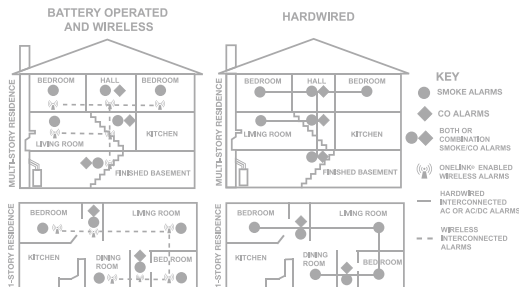 BATTERY OPERATED
AND WIRELESS
HARDWIRED
MULTI-STORY RESIDENCE
BEDROOM
HALL
BEDROOM
LIVING ROOM
KITCHEN
FINISHED BASEMENT
MULTI-STORY RESIDENCE
BEDROOM
HALL
BEDROOM
LIVING ROOM
KITCHEN
FINISHED BASEMENT
KEY
SMOKE ALARMS
CO ALARMS
BOTH OR
COMBINATION
SMOKE/CO ALARMS
ONELINK® ENABLED
WIRELESS ALARMS
HARDWIRED
INTERCONNECTED
AC OR AC/DC ALARMS
WIRELESS
INTERCONNECTED
ALARMS
1-STORY RESIDENCE
BEDROOM
LIVING ROOM
KITCHEN
DINING
ROOM
BEDROOM
1-STORY RESIDENCE
BEDROOM
LIVING ROOM
KITCHEN
DINING
ROOM
BEDROOM